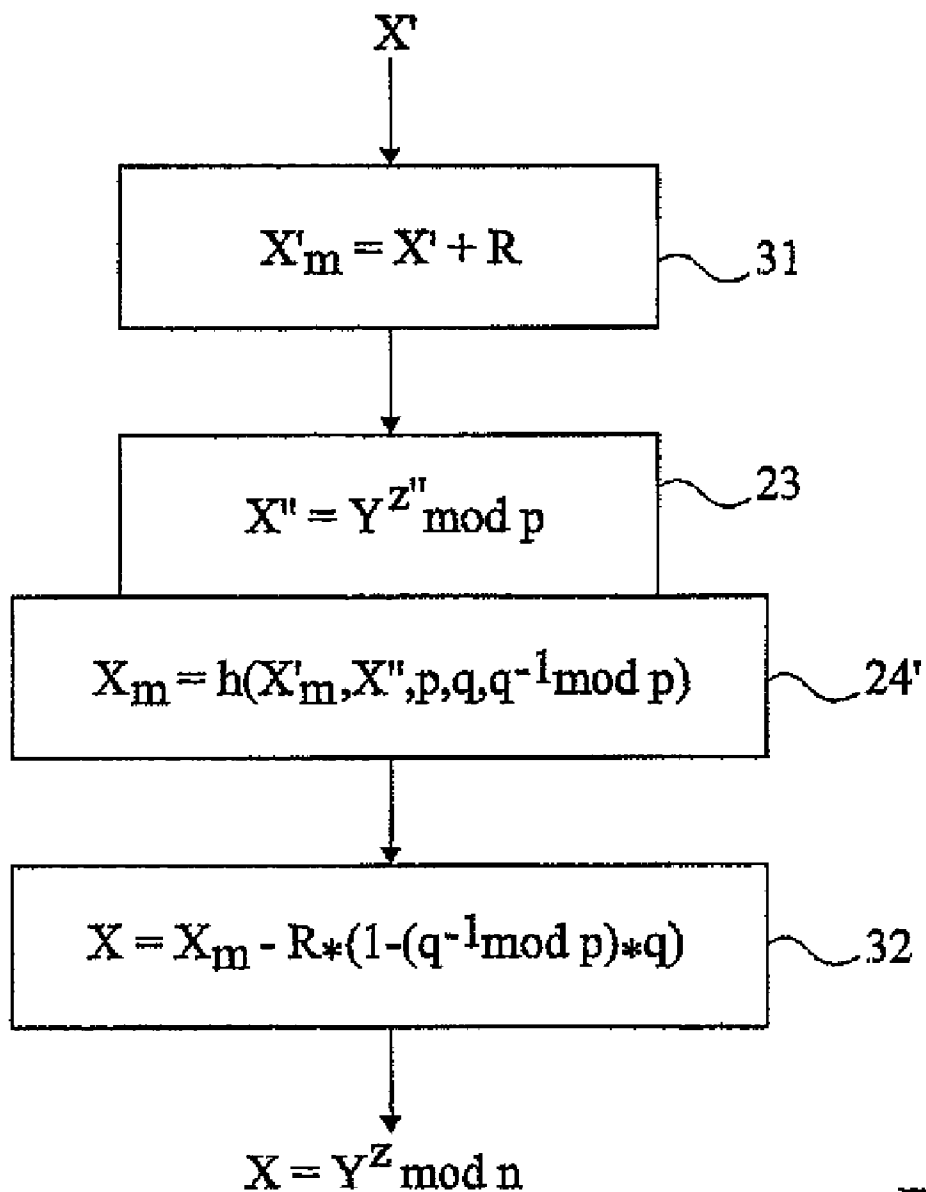 X'
X'm = X' + R
31
X" = Y^z" mod p
23
Xm = h(X'm,X",p,q,q^-1 mod p)
24'
X = Xm - R*(1-(q^-1 mod p)*q)
32
X = Y^z mod n